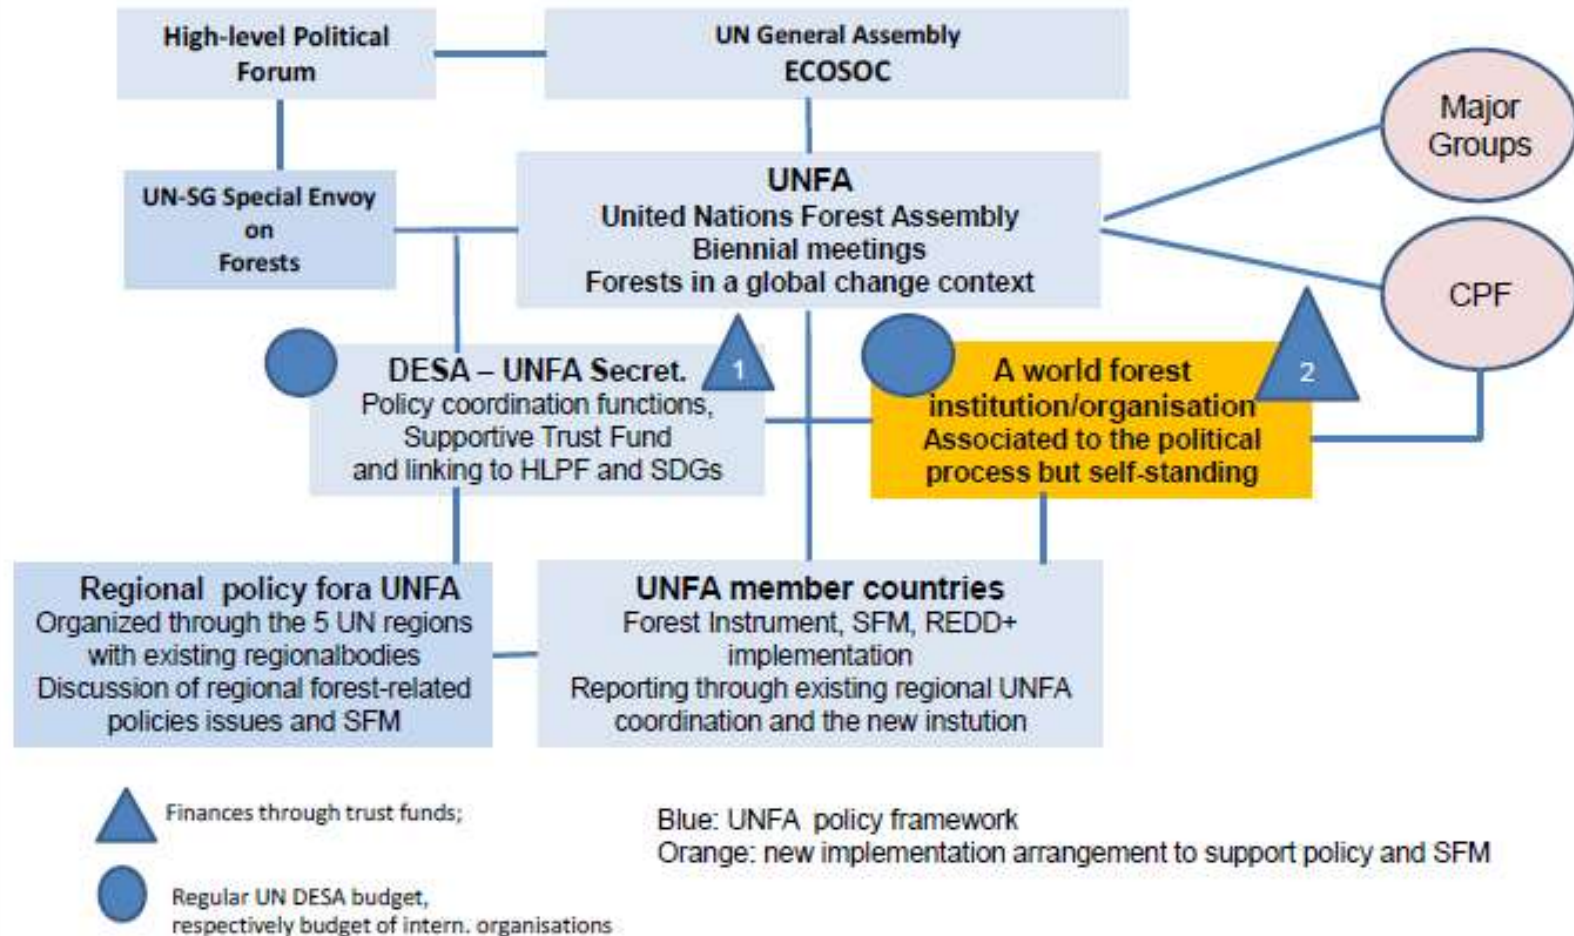 High-level Political
Forum
UN General Assembly
ECOSOC
Major
Groups
UN-SG Special Envoy
on
Forests
UNFA
United Nations Forest Assembly
Biennial meetings
Forests in a global change context
CPF
DESA – UNFA Secret.
Policy coordination functions,
Supportive Trust Fund
and linking to HLPF and SDGs
1
A world forest
institution/organisation
Associated to the political
process but self-standing
2
Regional policy fora UNFA
Organized through the 5 UN regions
with existing regionalbodies
Discussion of regional forest-related
policies issues and SFM
UNFA member countries
Forest Instrument, SFM, REDD+
implementation
Reporting through existing regional UNFA
coordination and the new instution
Finances through trust funds;
Regular UN DESA budget,
respectively budget of intern. organisations
Blue: UNFA policy framework
Orange: new implementation arrangement to support policy and SFM